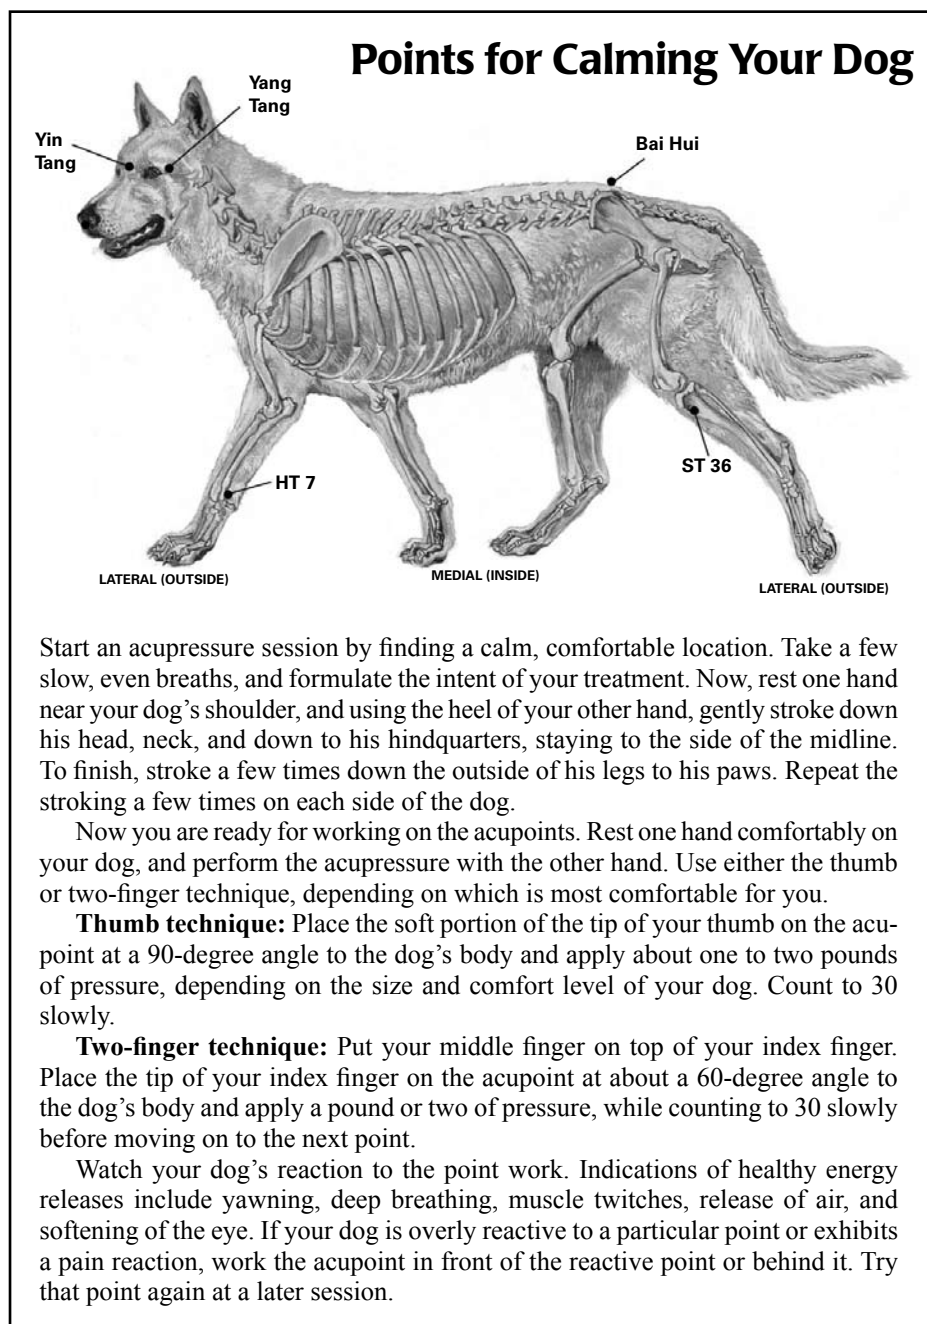 Points for Calming Your Dog
Yang
Tang
Yin
Tang
Bai Hui
ST 36
HT 7
LATERAL (OUTSIDE)
MEDIAL (INSIDE)
LATERAL (OUTSIDE)
Start an acupressure session by finding a calm, comfortable location. Take a few
slow, even breaths, and formulate the intent of your treatment. Now, rest one hand
near your dog’s shoulder, and using the heel of your other hand, gently stroke down
his head, neck, and down to his hindquarters, staying to the side of the midline.
To finish, stroke a few times down the outside of his legs to his paws. Repeat the
stroking a few times on each side of the dog.
Now you are ready for working on the acupoints. Rest one hand comfortably on
your dog, and perform the acupressure with the other hand. Use either the thumb
or two-finger technique, depending on which is most comfortable for you.
Thumb technique: Place the soft portion of the tip of your thumb on the acu-
point at a 90-degree angle to the dog’s body and apply about one to two pounds
of pressure, depending on the size and comfort level of your dog. Count to 30
slowly.
Two-finger technique: Put your middle finger on top of your index finger.
Place the tip of your index finger on the acupoint at about a 60-degree angle to
the dog’s body and apply a pound or two of pressure, while counting to 30 slowly
before moving on to the next point.
Watch your dog’s reaction to the point work. Indications of healthy energy
releases include yawning, deep breathing, muscle twitches, release of air, and
softening of the eye. If your dog is overly reactive to a particular point or exhibits
a pain reaction, work the acupoint in front of the reactive point or behind it. Try
that point again at a later session.